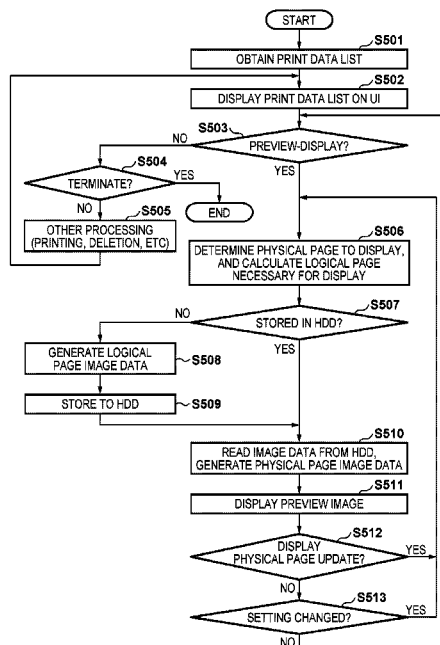 START
S501
OBTAIN PRINT DATA LIST
S502
DISPLAY PRINT DATA LIST ON UI
S503
NO
PREVIEW-DISPLAY?
YES
S504
TERMINATE?
YES
NO
END
S505
OTHER PROCESSING
(PRINTING, DELETION, ETC)
S506
DETERMINE PHYSICAL PAGE TO DISPLAY,
AND CALCULATE LOGICAL PAGE
NECESSARY FOR DISPLAY
S507
NO
STORED IN HDD?
YES
GENERATE LOGICAL
PAGE IMAGE DATA
S508
STORE TO HDD
S509
S510
READ IMAGE DATA FROM HDD,
GENERATE PHYSICAL PAGE IMAGE DATA
S511
DISPLAY PREVIEW IMAGE
S512
DISPLAY
PHYSICAL PAGE UPDATE?
YES
NO
S513
SETTING CHANGED?
YES
NO